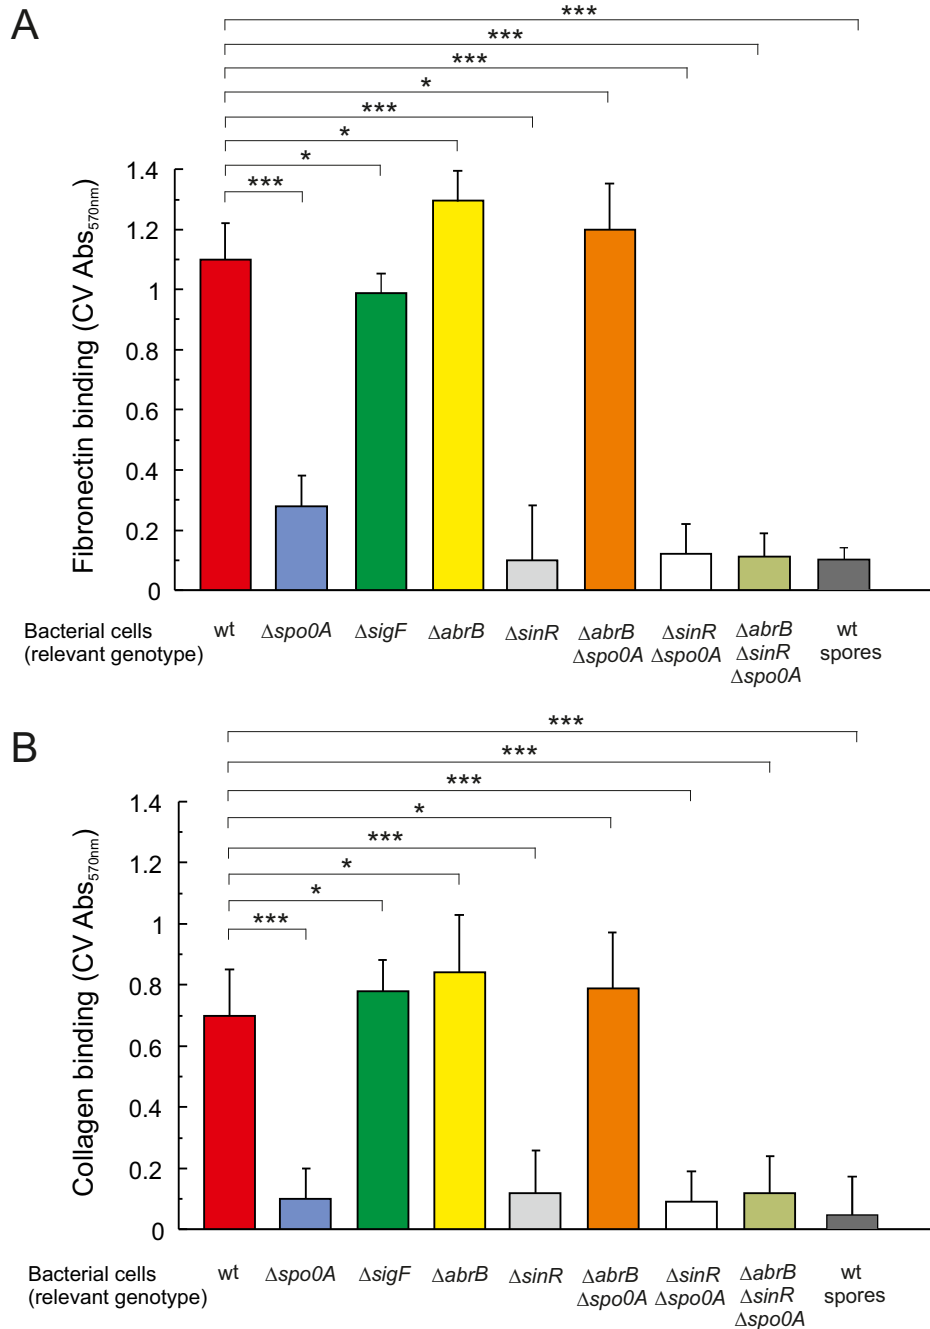 A
***
***
***
*
***
*
*
***
Fibronectin binding (CV Abs570nm)
1.4
1.2
1
0.8
0.6
0.4
0.2
0
Bacterial cells
(relevant genotype)
wt
Δspo0A
ΔsigF
ΔabrB
ΔsinR
ΔabrB
Δspo0A
ΔsinR
Δspo0A
ΔabrB
ΔsinR
Δspo0A
wt
spores
B
***
***
***
*
***
*
*
***
Collagen binding (CV Abs570nm)
1.4
1.2
1
0.8
0.6
0.4
0.2
0
Bacterial cells
(relevant genotype)
wt
Δspo0A
ΔsigF
ΔabrB
ΔsinR
ΔabrB
Δspo0A
ΔsinR
Δspo0A
ΔabrB
ΔsinR
Δspo0A
wt
spores